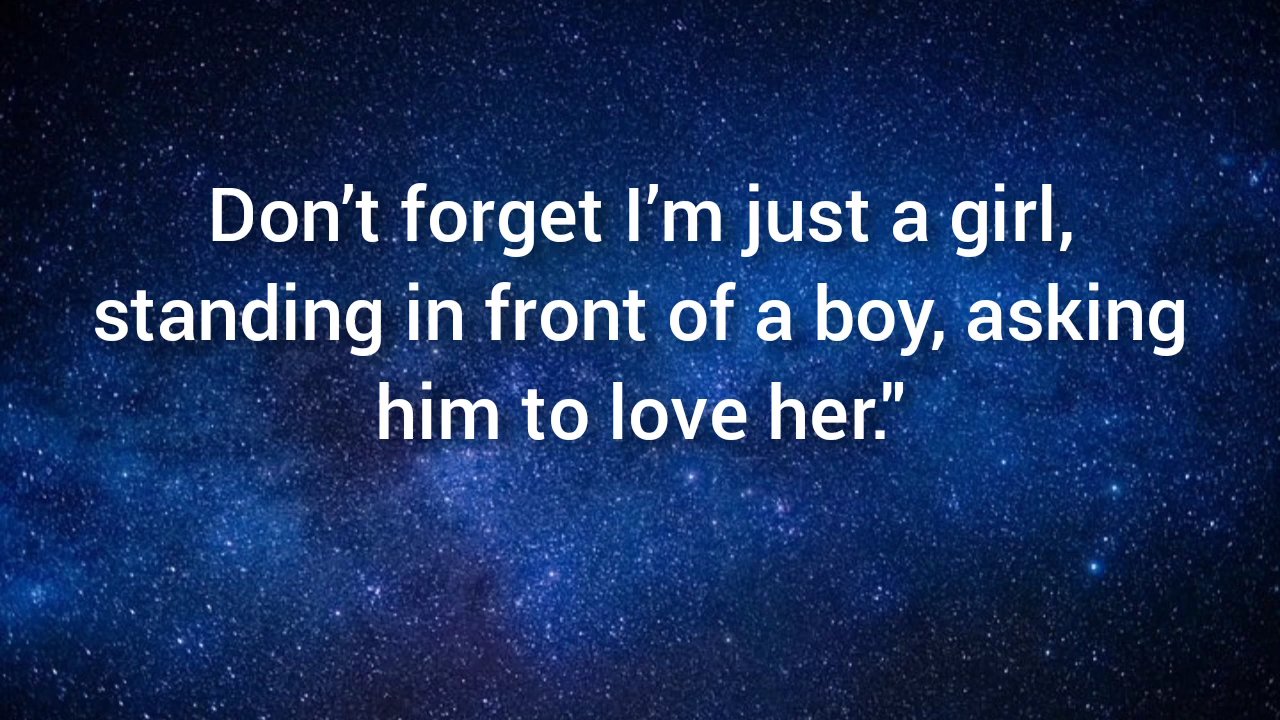 Don’t forget I’m just a girl,
standing in front of a boy, asking
him to love her."